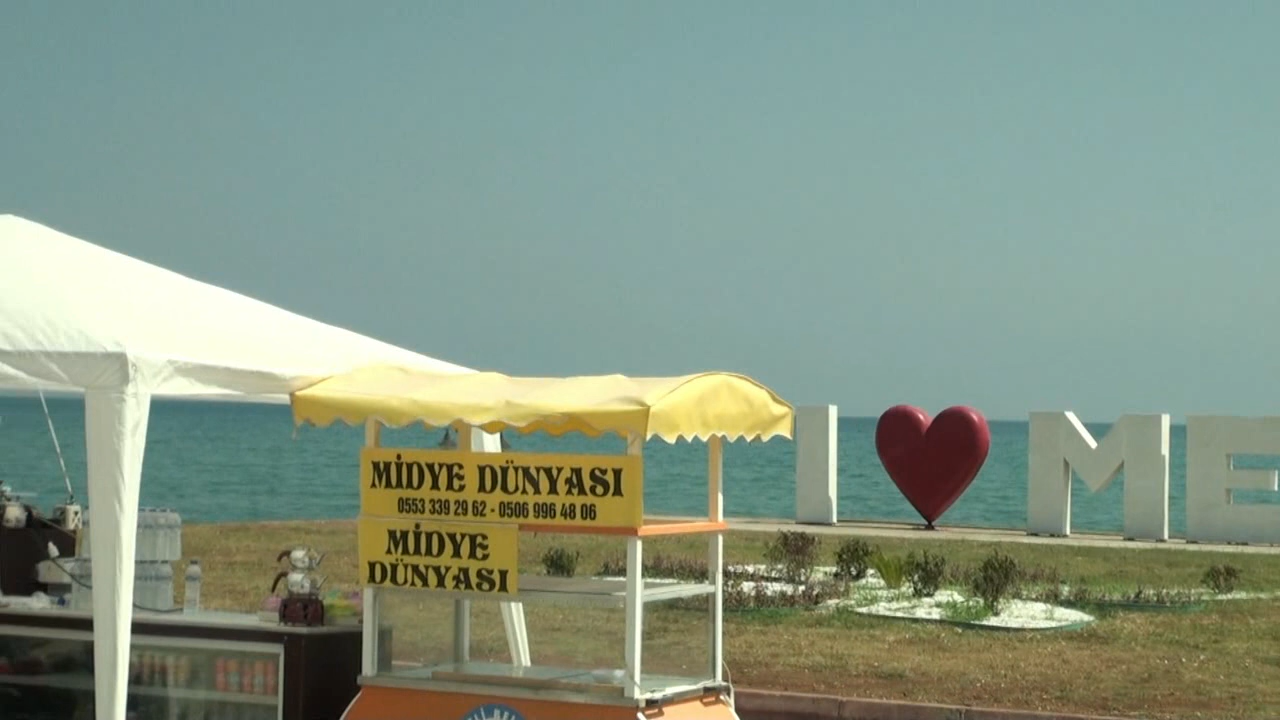 MİDYE DÜNYASI
0553 339 29 62 - 0506 996 48 06
MİDYE
DÜNYASI
I ♥ ME